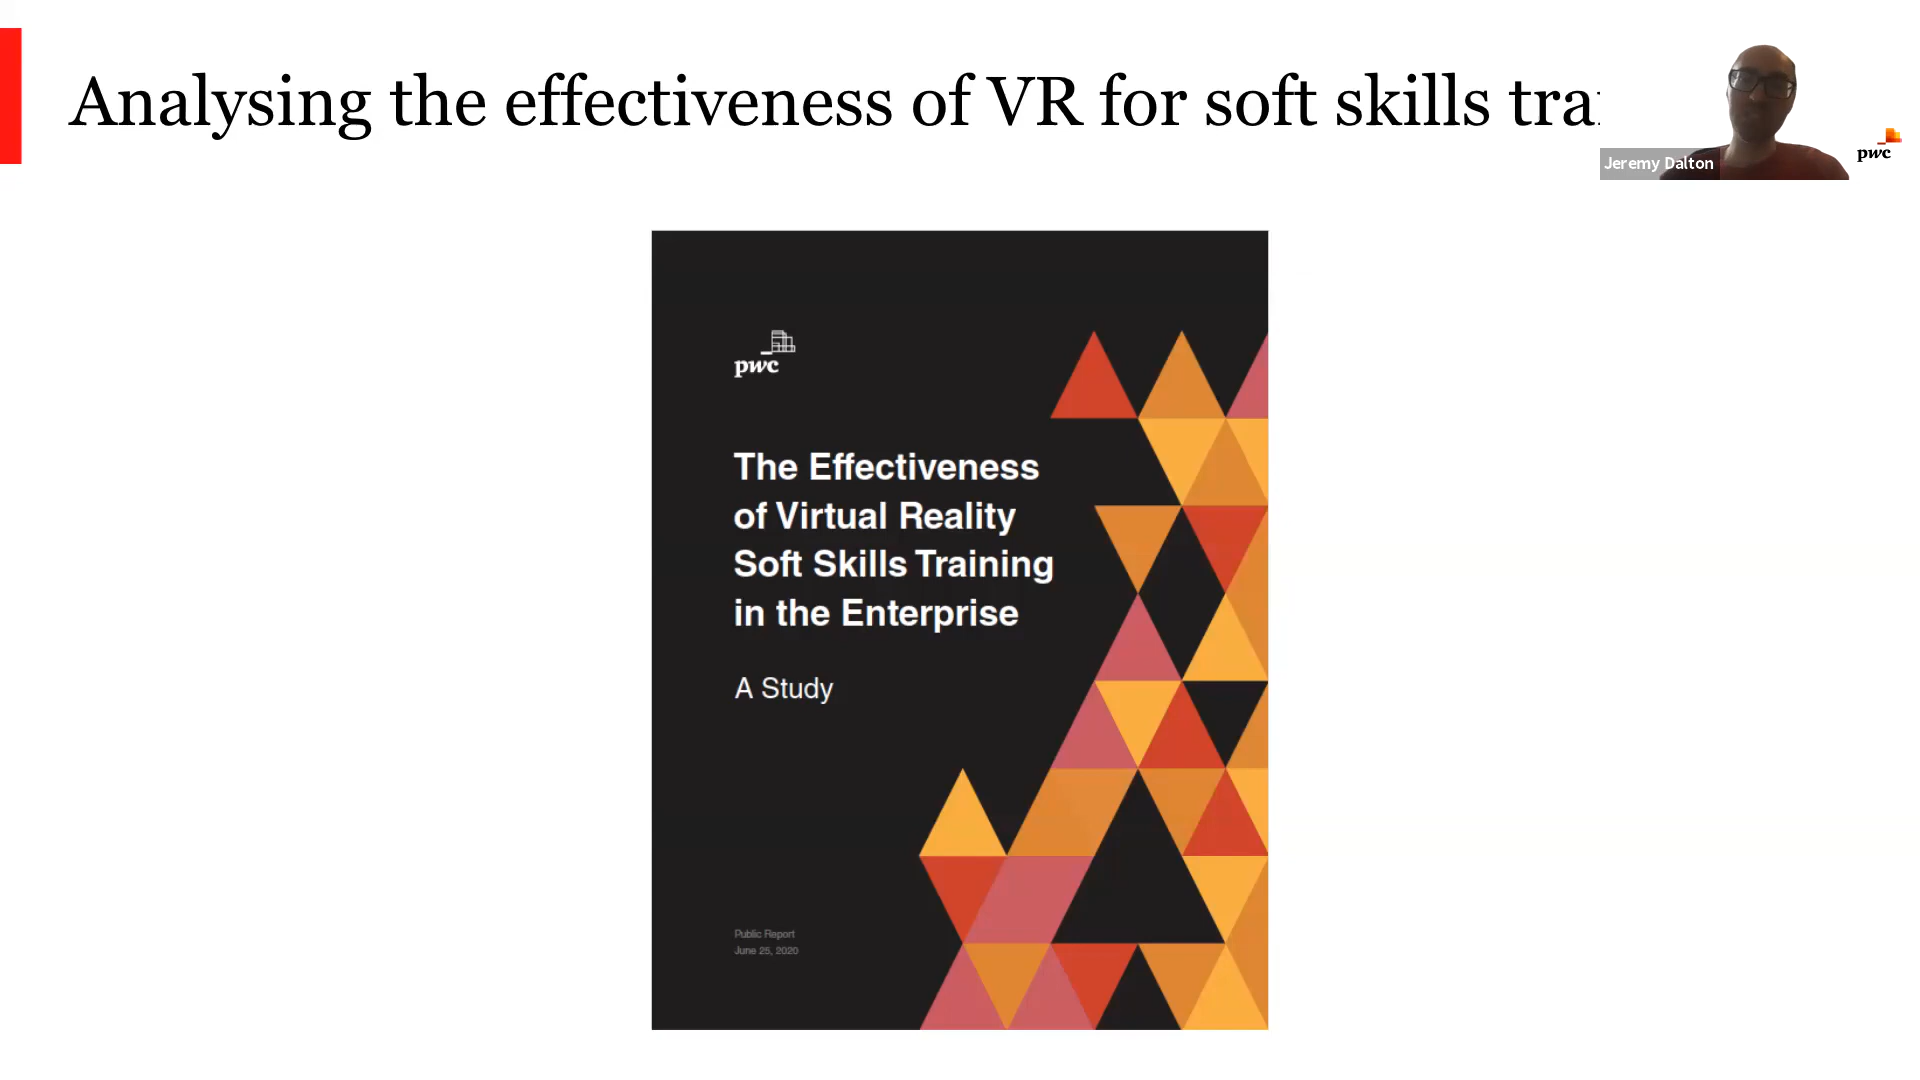 Analysing the effectiveness of VR for soft skills trai
Jeremy Dalton
pwc
pwc
The Effectiveness
of Virtual Reality
Soft Skills Training
in the Enterprise
A Study
Public Report
June 25, 2020